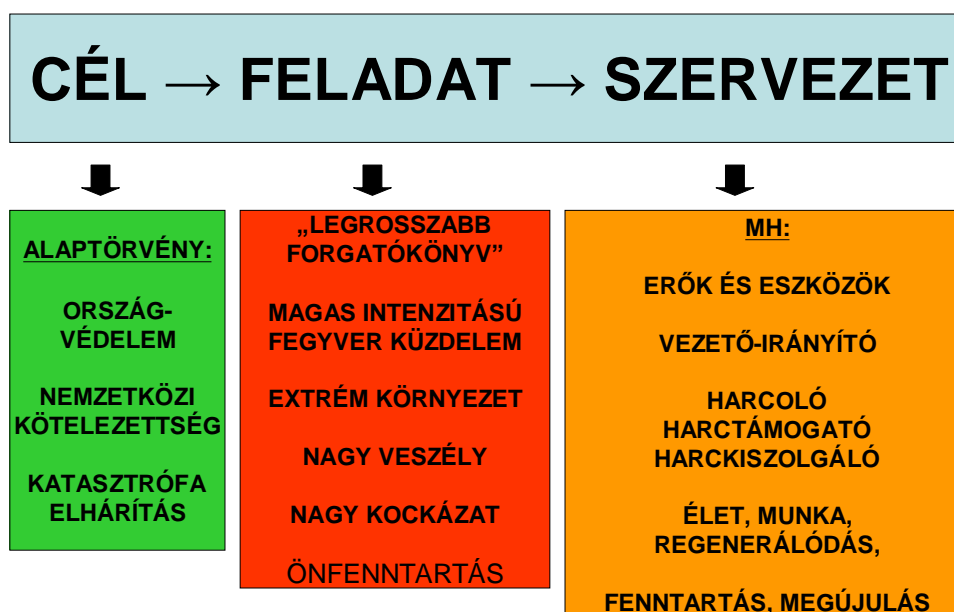 CÉL → FELADAT → SZERVEZET
ALAPTÖRVÉNY:
ORSZÁG-
VÉDELEM
NEMZETKÖZI
KÖTELEZETTSÉG
KATASZTRÓFA
ELHÁRÍTÁS
„LEGROSSZABB
FORGATÓKÖNYV”
MAGAS INTENZITÁSÚ
FEGYVER KÜZDELEM
EXTRÉM KÖRNYEZET
NAGY VESZÉLY
NAGY KOCKÁZAT
ÖNFENNTARTÁS
MH:
ERŐK ÉS ESZKÖZÖK
VEZETŐ-IRÁNYÍTÓ
HARCOLÓ
HARCTÁMOGATÓ
HARCKISZOLGÁLÓ
ÉLET, MUNKA,
REGENERÁLÓDÁS,
FENNTARTÁS, MEGÚJULÁS